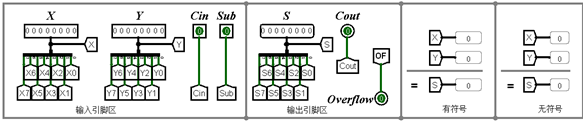 X Y Cin Sub S Cout
00000000 00000000 0 0 00000000 0
X Y S X 0 X 0
OF
Cout Y 0 Y 0
X6 X4 X2 X0 Y6 Y4 Y2 Y0 S6 S4 S2 S0
X7 X5 X3 X1 Y7 Y5 Y3 Y1 Cin Sub S7 S5 S3 S1 0 = S 0 = S 0
Overflow
输入引脚区 输出引脚区 有符号 无符号